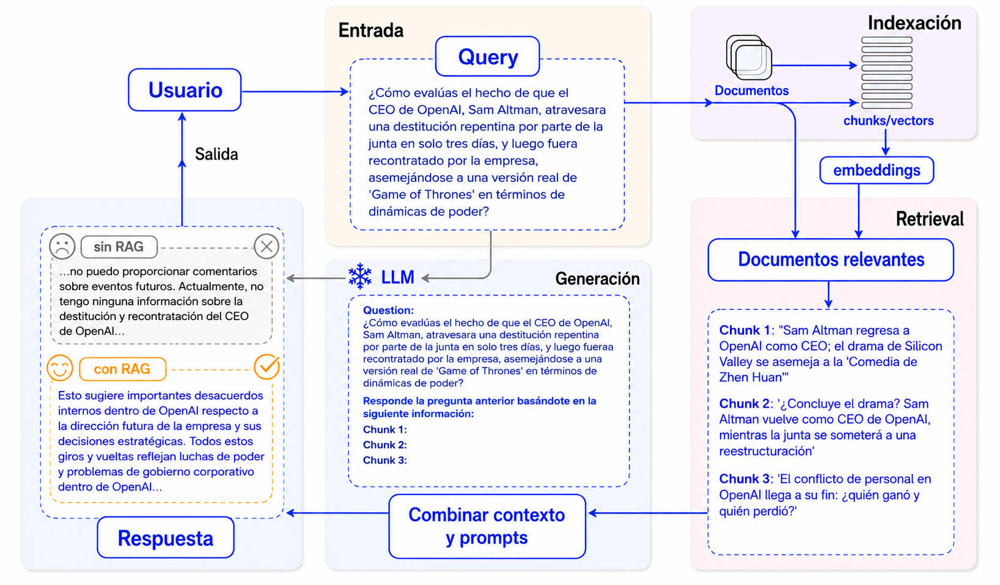 Entrada
Query
¿Cómo evalúas el hecho de que el
CEO de OpenAI, Sam Altman, atravesara
una destitución repentina por parte de la
junta en solo tres días, y luego fuera
recontratado por la empresa,
asemejándose a una versión real de
'Game of Thrones' en términos de
dinámicas de poder?
Indexación
Documentos
chunks/vectors
embeddings
Usuario
Salida
Retrieval
Documentos relevantes
Chunk 1: "Sam Altman regresa a
OpenAI como CEO; el drama de Silicon
Valley se asemeja a la 'Comedia de
Zhen Huan'"
Chunk 2: '¿Concluye el drama? Sam
Altman vuelve como CEO de OpenAI,
mientras la junta se someterá a una
reestructuración'
Chunk 3: 'El conflicto de personal en
OpenAI llega a su fin: ¿quién ganó y
quién perdió?'
LLM
Generación
Question:
¿Cómo evatlúas el hecho de que el CEO de OpenAI,
Sam Altman, atravesara una destitución repentina
por parte de la junta en solo tres días, y luego fueraa
recontratado por la empresa, asemejándose a una
versión real de 'Game of Thrones' en términos de
dinámicas de poder?
Responde la pregunta anterior basándote en la
siguiente información:
Chunk 1:
Chunk 2:
Chunk 3:
Combinar contexto
y prompts
sin RAG
...no puedo proporcionar comentarios
sobre eventos futuros. Actualmente, no
tengo ninguna información sobre la
destitución y recontratación del CEO
de OpenAI...
con RAG
Esto sugiere importantes desacuerdos
internos dentro de OpenAI respecto a
la dirección futura de la empresa y sus
decisiones estratégicas. Todos estos
giros y vueltas reflejan luchas de poder
y problemas de gobierno corporativo
dentro de OpenAI...
Respuesta